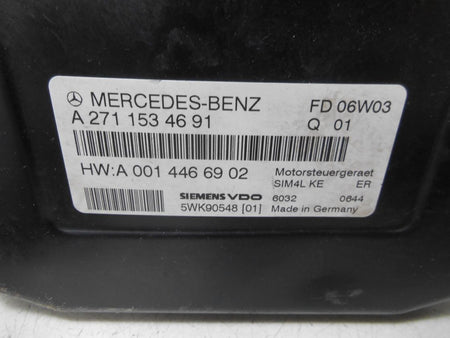 MERCEDES-BENZ FD 06W03
A 271 153 46 91 Q 01
HW:A 001 446 69 02 Motorsteuergeraet
SIM4L KE ER
SIEMENS VDO 6032 0644
5WK90548 [01] Made in Germany